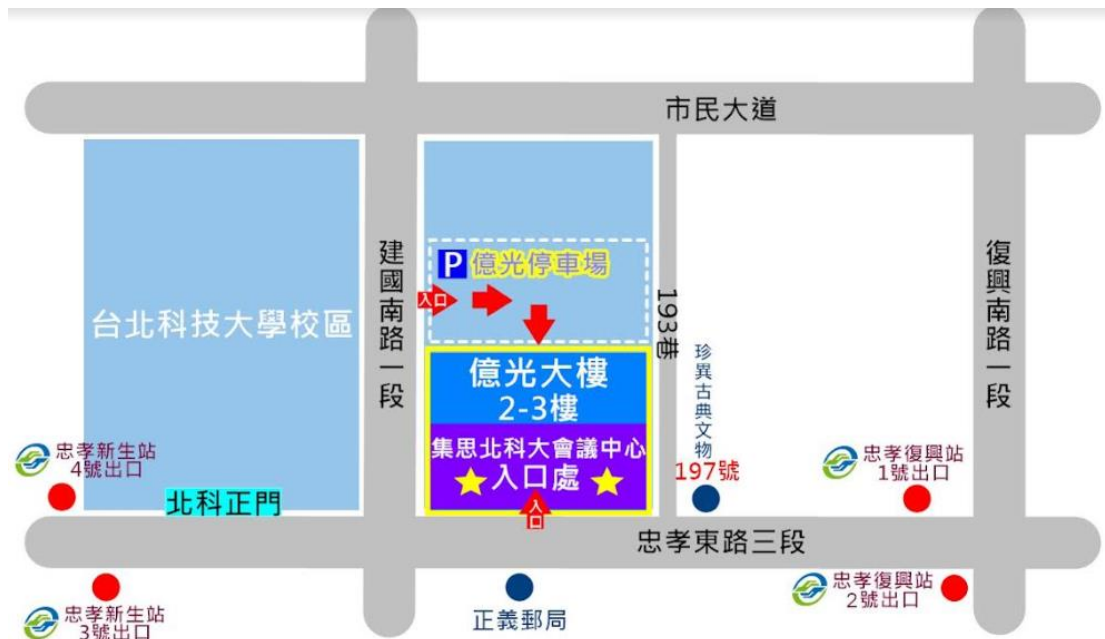 市民大道
建國南路一段
復興南路一段
P 億光停車場
入口
193巷
台北科技大學校區
億光大樓
2-3樓
集思北科大會議中心
入口處
入口
珍異古典文物
197號
忠孝新生站
4號出口
忠孝復興站
1號出口
北科正門
忠孝東路三段
忠孝新生站
3號出口
正義郵局
忠孝復興站
2號出口